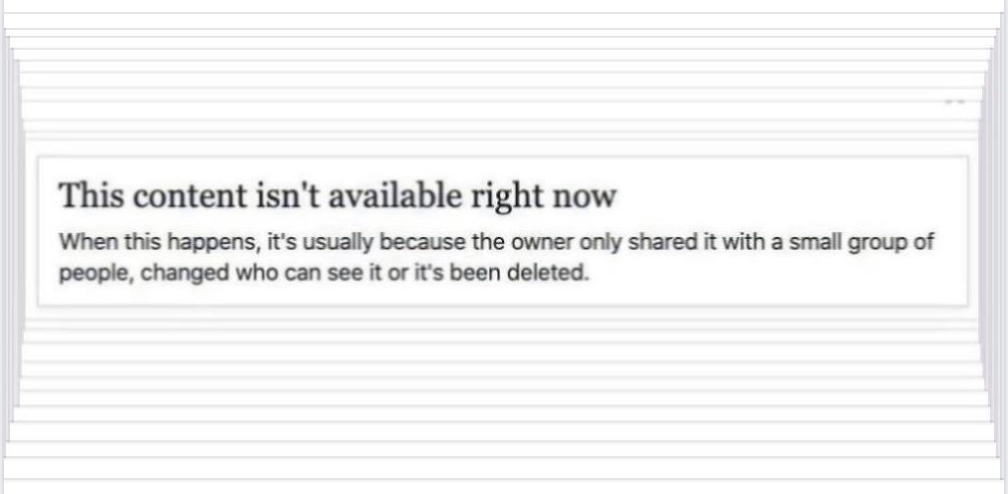 This content isn't available right now
When this happens, it's usually because the owner only shared it with a small group of
people, changed who can see it or it's been deleted.